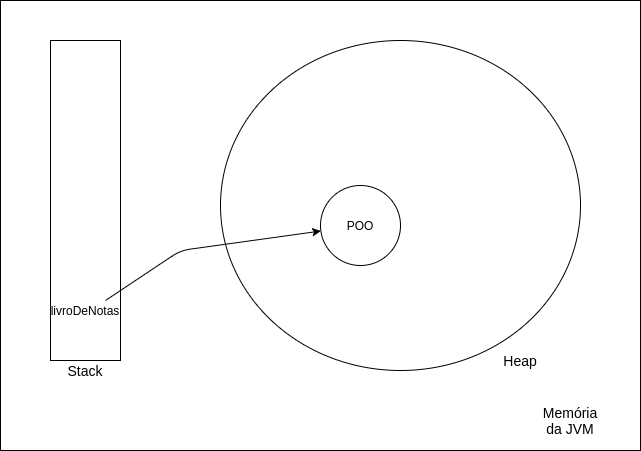 POO
livroDeNotas
Stack
Heap
Memória
da JVM